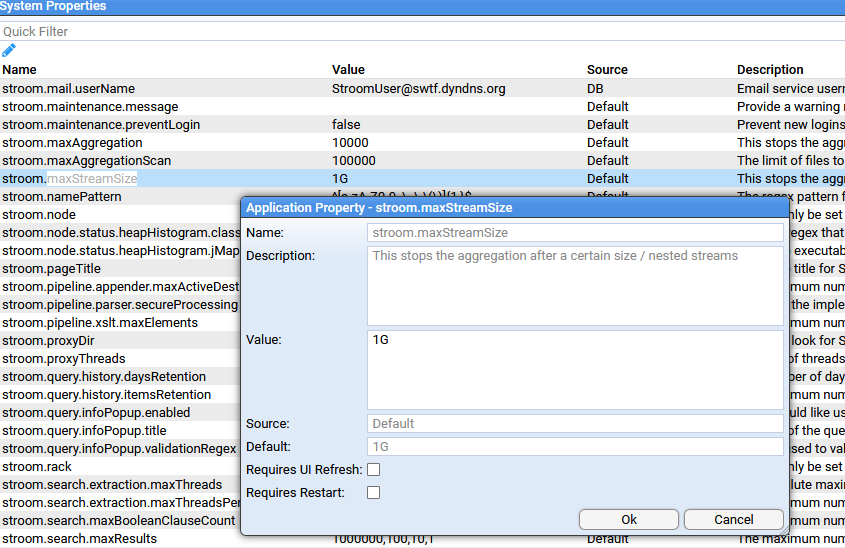 System Properties
Quick Filter
Name Value Source Description
stroom.mail.userName StroomUser@swtf.dyndns.org DB Email service usern
stroom.maintenance.message Default Provide a warning
stroom.maintenance.preventLogin false Default Prevent new logins
stroom.maxAggregation 10000 Default This stops the agg
stroom.maxAggregationScan 100000 Default The limit of files to
stroom.maxStreamSize 1G Default This stops the agg
stroom.namePattern Default The regex pattern f
Application Property - stroom.maxStreamSize
stroom.node nly be set
Name: stroom.maxStreamSize
stroom.node.status.heapHistogram.class egex that
stroom.node.status.heapHistogram.jMap executab
Description: This stops the aggregation after a certain size / nested streams
stroom.pageTitle title for S
stroom.pipeline.appender.maxActiveDest mum num
stroom.pipeline.parser.secureProcessing the imple
stroom.pipeline.xslt.maxElements mum num
stroom.proxyDir look for S
Value: 1G
stroom.proxyThreads of threads
stroom.query.history.daysRetention ber of day
stroom.query.history.itemsRetention mum num
stroom.query.infoPopup.enabled uld like us
Source: Default
stroom.query.infoPopup.title of the que
stroom.query.infoPopup.validationRegex sed to val
Default: 1G
stroom.rack nly be set
Requires UI Refresh:
stroom.search.extraction.maxThreads lute maxi
Requires Restart:
stroom.search.extraction.maxThreadsPer mum num
stroom.search.maxBooleanClauseCount mum num
Ok Cancel
stroom.search.maxResults 1000000,100,10,1 Default The maximum num